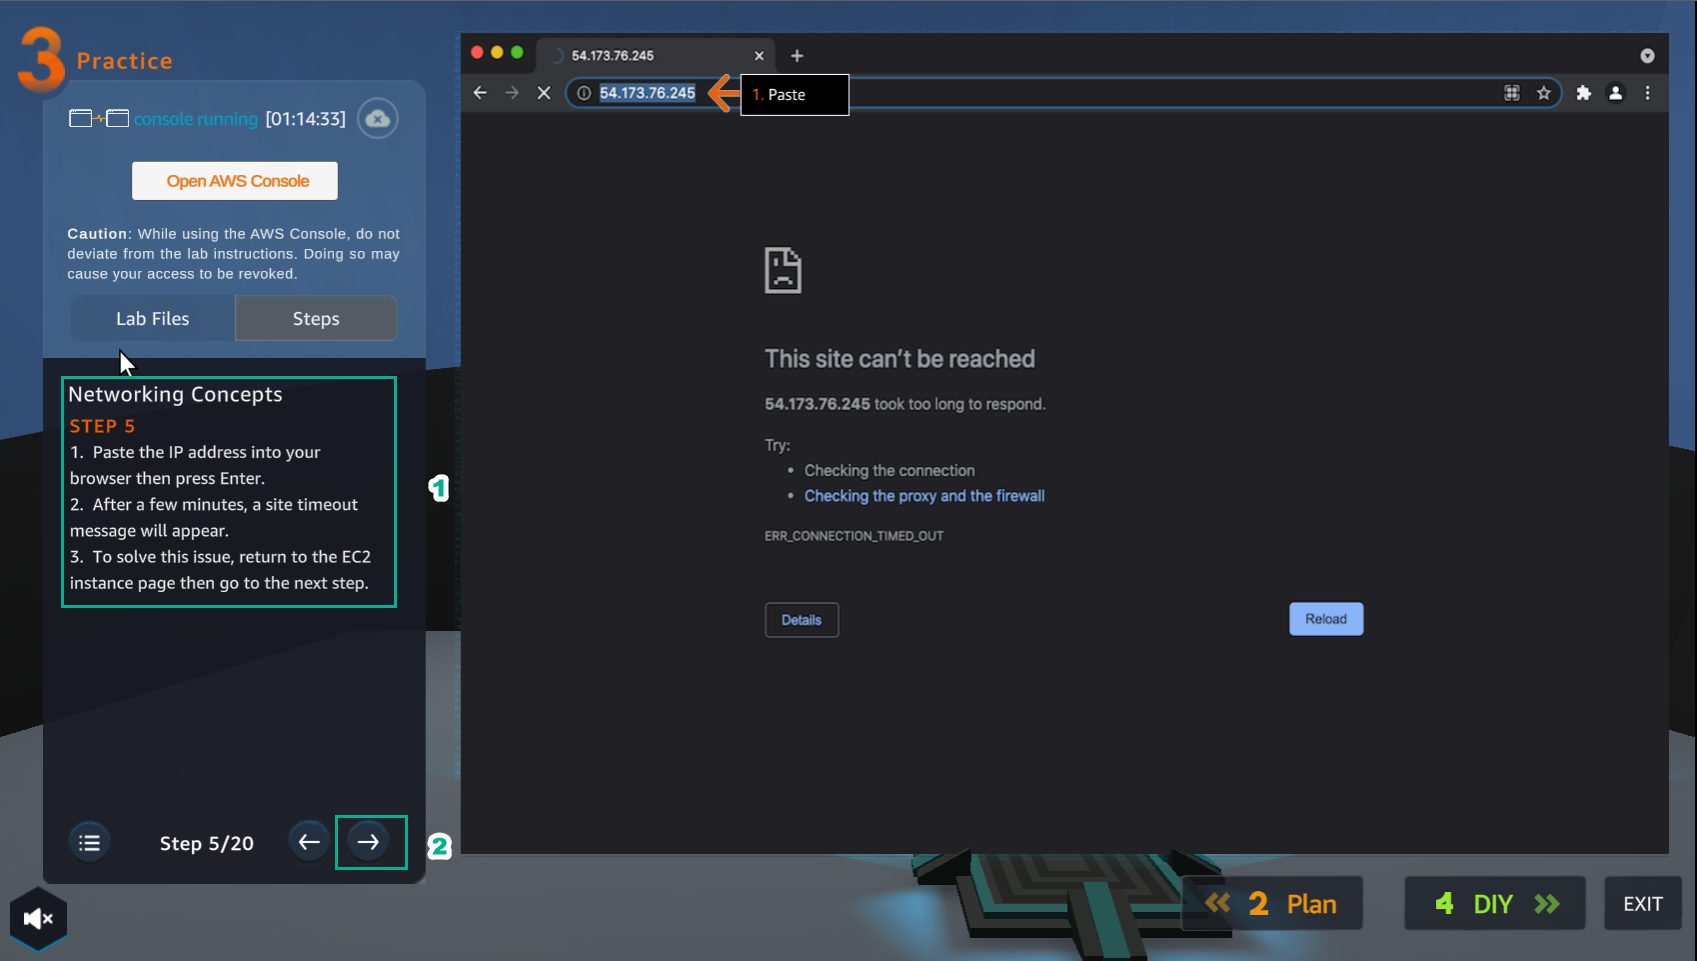 3 Practice
console running [01:14:33]
Open AWS Console
Caution: While using the AWS Console, do not
deviate from the lab instructions. Doing so may
cause your access to be revoked.
Lab Files
Steps
Networking Concepts
STEP 5
1. Paste the IP address into your
browser then press Enter.
2. After a few minutes, a site timeout
message will appear.
3. To solve this issue, return to the EC2
instance page then go to the next step.
1
Step 5/20
2
54.173.76.245
54.173.76.245
1. Paste
This site can't be reached
54.173.76.245 took too long to respond.
Try:
• Checking the connection
• Checking the proxy and the firewall
ERR_CONNECTION_TIMED_OUT
Details
Reload
2 Plan
4 DIY
EXIT